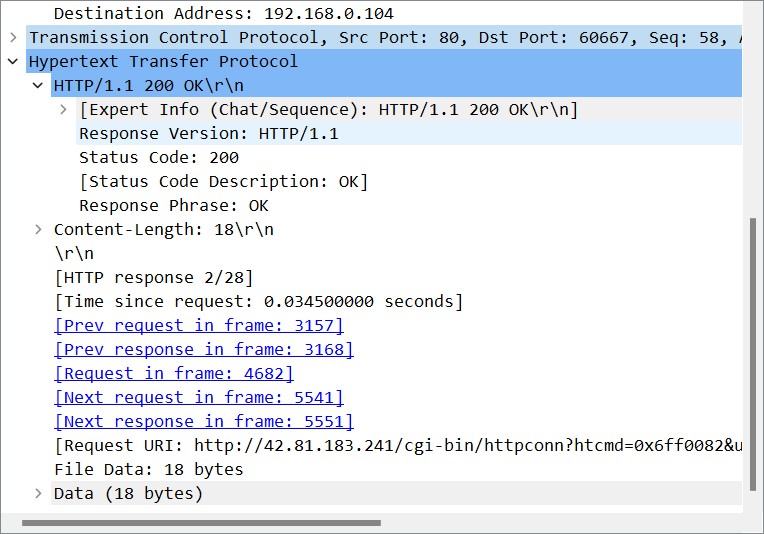 Destination Address: 192.168.0.104
Transmission Control Protocol, Src Port: 80, Dst Port: 60667, Seq: 58,
Hypertext Transfer Protocol
HTTP/1.1 200 OK\r\n
[Expert Info (Chat/Sequence): HTTP/1.1 200 OK\r\n]
Response Version: HTTP/1.1
Status Code: 200
[Status Code Description: OK]
Response Phrase: OK
Content-Length: 18\r\n
\r\n
[HTTP response 2/28]
[Time since request: 0.034500000 seconds]
[Prev request in frame: 3157]
[Prev response in frame: 3168]
[Request in frame: 4682]
[Next request in frame: 5541]
[Next response in frame: 5551]
[Request URI: http://42.81.183.241/cgi-bin/httpconn?htcmd=0x6ff0082&u
File Data: 18 bytes
Data (18 bytes)